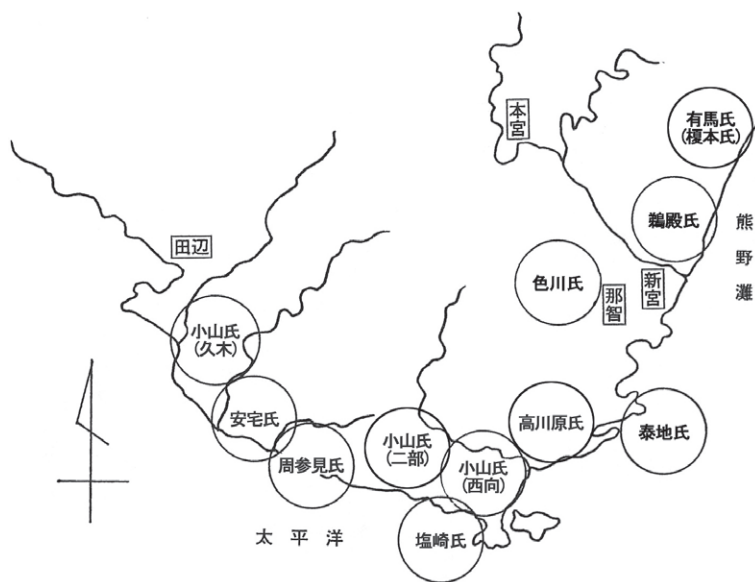 本宮
有馬氏
(榎本氏)
鵜殿氏
熊野灘
田辺
色川氏
那智
新宮
小山氏
(久木)
安宅氏
周参見氏
小山氏
(二部)
小山氏
(西向)
高川原氏
泰地氏
塩崎氏
太平洋